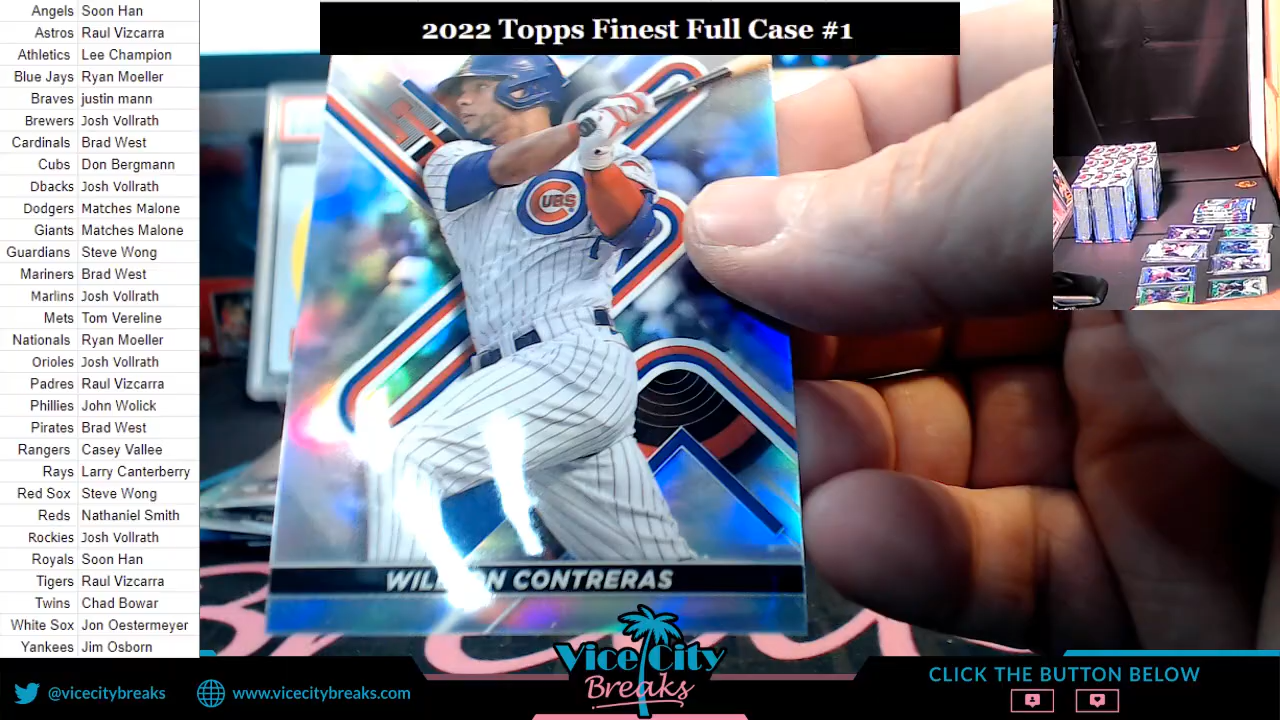 2022 Topps Finest Full Case #1
Angels Soon Han
Astros Raul Vizcarra
Athletics Lee Champion
Blue Jays Ryan Moeller
Braves justin mann
Brewers Josh Vollrath
Cardinals Brad West
Cubs Don Bergmann
Dbacks Josh Vollrath
Dodgers Matches Malone
Giants Matches Malone
Guardians Steve Wong
Mariners Brad West
Marlins Josh Vollrath
Mets Tom Vereline
Nationals Ryan Moeller
Orioles Josh Vollrath
Padres Raul Vizcarra
Phillies John Wolick
Pirates Brad West
Rangers Casey Vallee
Rays Larry Canterberry
Red Sox Steve Wong
Reds Nathaniel Smith
Rockies Josh Vollrath
Royals Soon Han
Tigers Raul Vizcarra
Twins Chad Bowar
White Sox Jon Oestermeyer
Yankees Jim Osborn
CUBS
CONTRERAS
Vice City
Breaks
@vicecitybreaks
www.vicecitybreaks.com
CLICK THE BUTTON BELOW